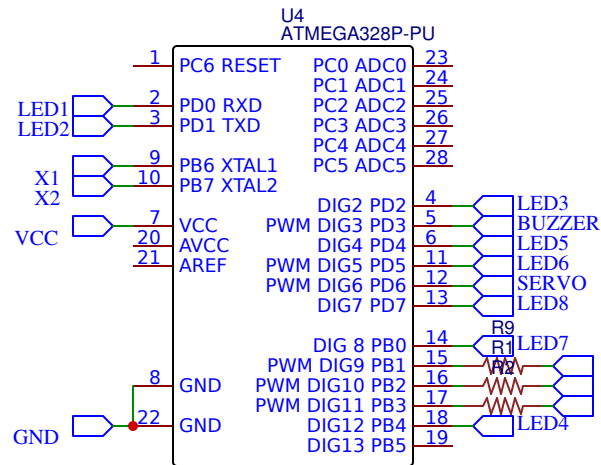 U4
ATMEGA328P-PU
1 PC6 RESET PC0 ADC0 23
PC1 ADC1 24
LED1 2 PD0 RXD PC2 ADC2 25
LED2 3 PD1 TXD PC3 ADC3 26
PC4 ADC4 27
X1 9 PB6 XTAL1 PC5 ADC5 28
X2 10 PB7 XTAL2
DIG2 PD2 4 LED3
VCC 7 VCC PWM DIG3 PD3 5 BUZZER
20 AVCC DIG4 PD4 6 LED5
21 AREF PWM DIG5 PD5 11 LED6
PWM DIG6 PD6 12 SERVO
DIG7 PD7 13 LED8
R9
DIG 8 PB0 14 LED7
R1
PWM DIG9 PB1 15
R2
8 GND PWM DIG10 PB2 16
PWM DIG11 PB3 17
GND 22 GND DIG12 PB4 18 LED4
DIG13 PB5 19